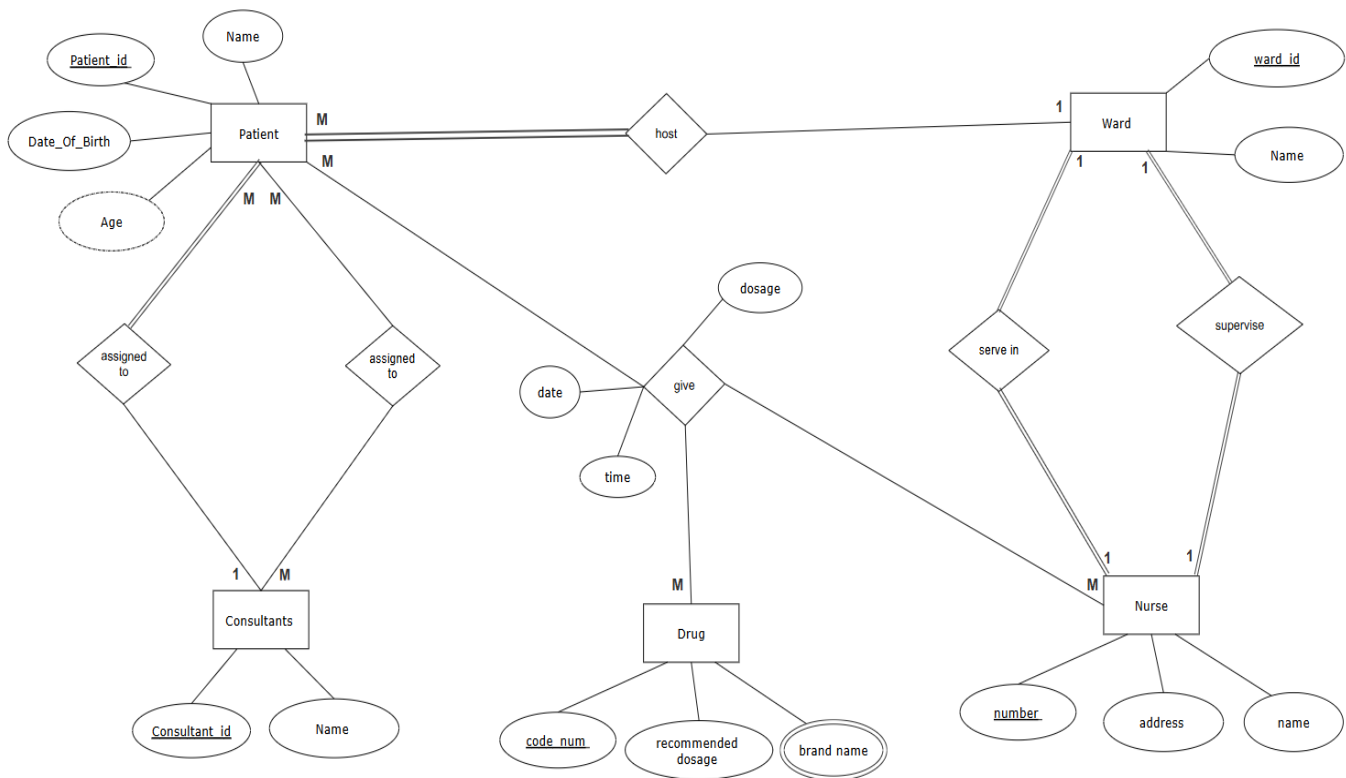 Name
Patient_id
ward_id
Date_Of_Birth
Patient
M
host
1
Ward
Name
Age
M
M
M
1
1
dosage
assigned
to
assigned
to
date
give
serve in
supervise
time
1
M
M
1
1
M
Consultants
Drug
Nurse
Consultant_id
Name
code_num
recommended
dosage
brand name
number
address
name